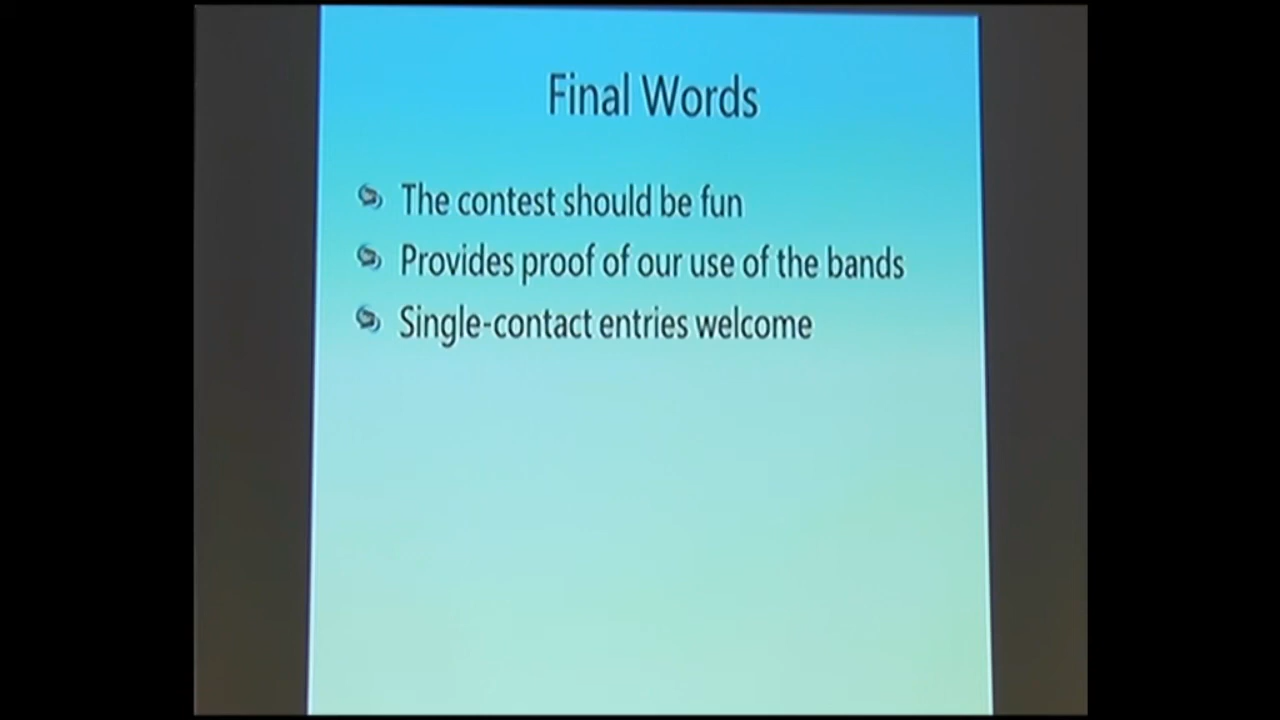 Final Words
The contest should be fun
Provides proof of our use of the bands
Single-contact entries welcome